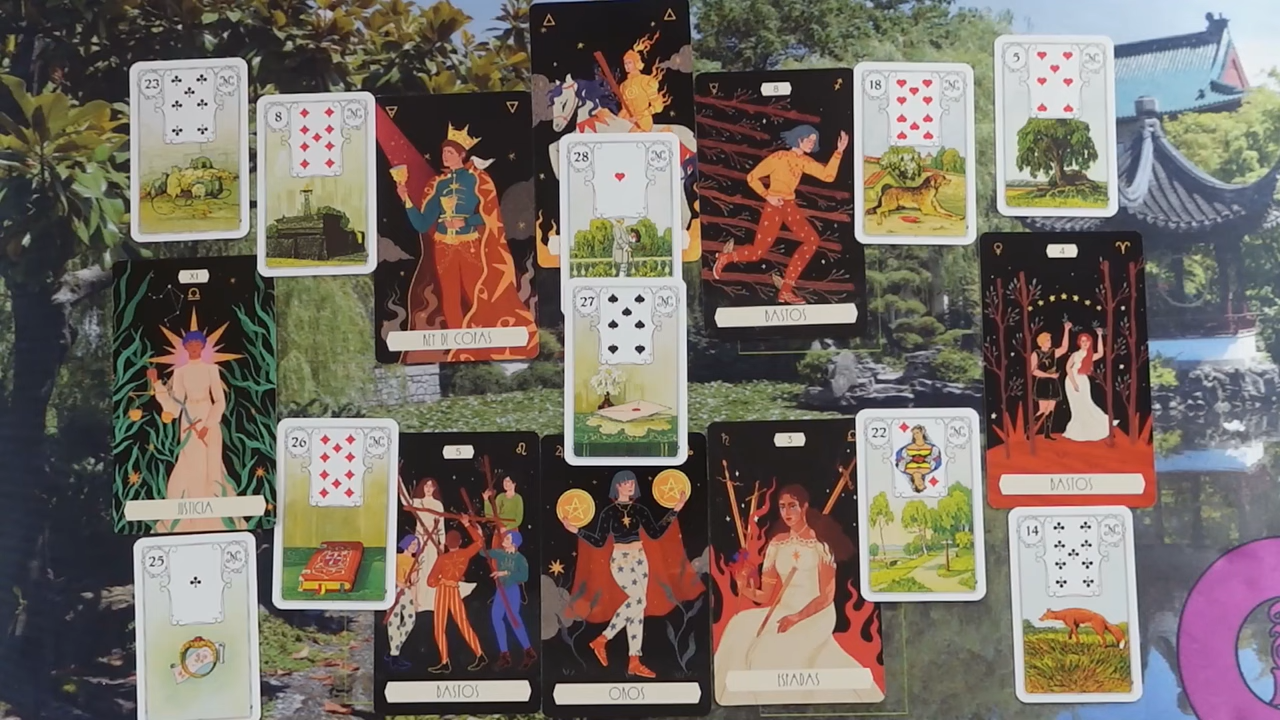 23
8
28
8
18
5
REY DE COPAS
BASTOS
XI
27
4
JUSTICIA
26
5
3
22
BASTOS
25
14
BASTOS
OROS
ESPADAS